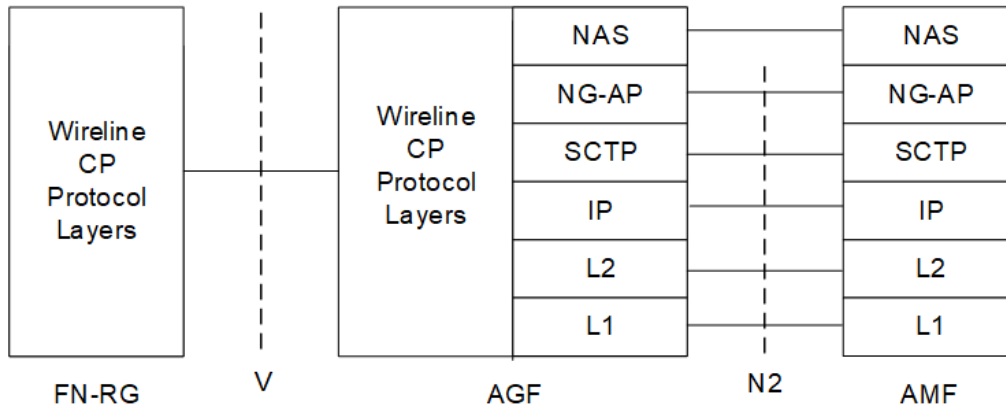 Wireline
CP
Protocol
Layers
Wireline
CP
Protocol
Layers
NAS
NG-AP
SCTP
IP
L2
L1
NAS
NG-AP
SCTP
IP
L2
L1
FN-RG
V
AGF
N2
AMF